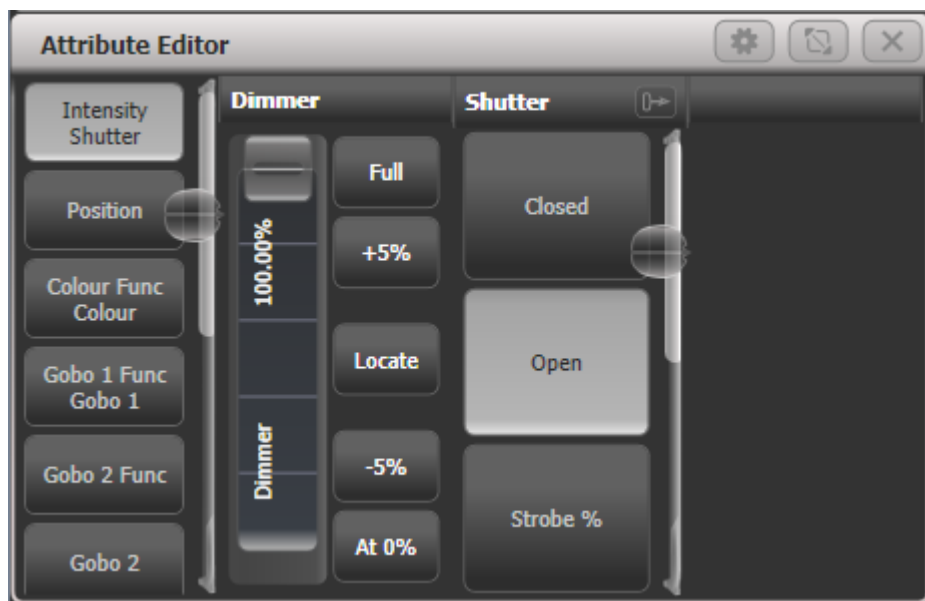 Attribute Editor
Intensity
Shutter
Position
Colour Func
Colour
Gobo 1 Func
Gobo 1
Gobo 2 Func
Gobo 2
Dimmer
100.00%
Dimmer
Full
+5%
Locate
-5%
At 0%
Shutter
Closed
Open
Strobe %